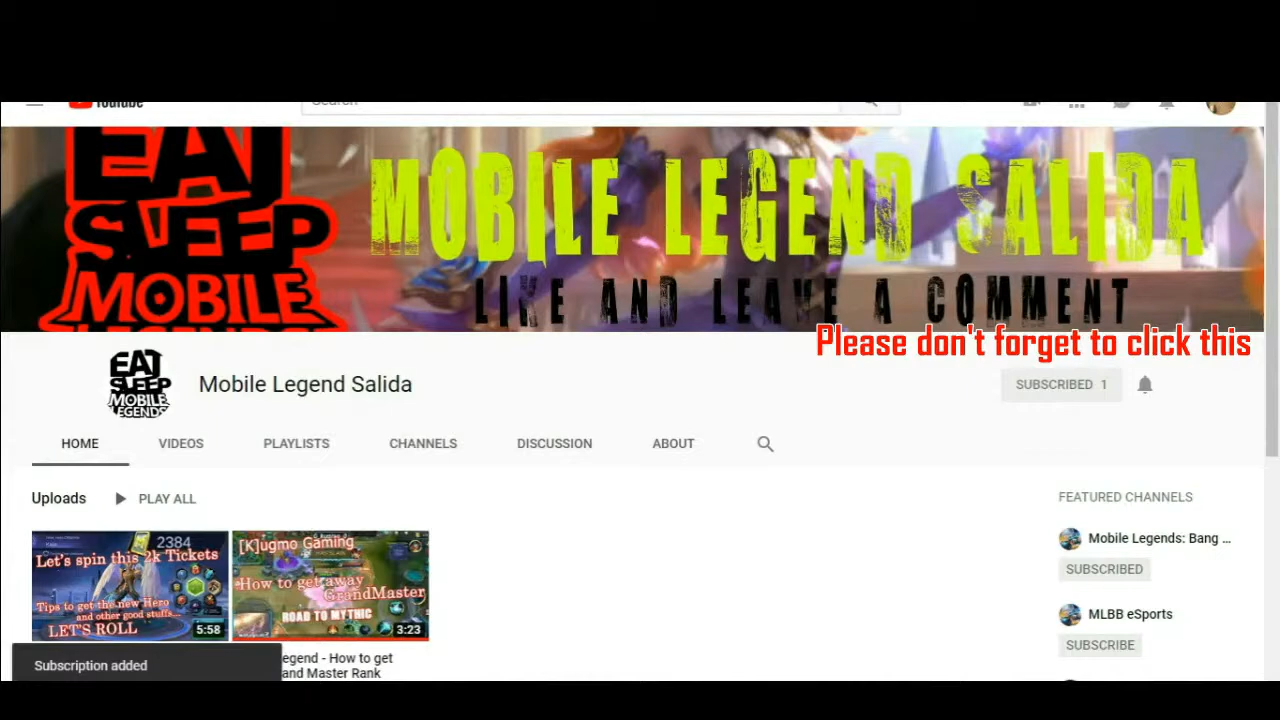 YouTube
Search
EAT
SLEEP
MOBILE
LEGENDS
MOBILE LEGEND SALIDA
LIKE AND LEAVE A COMMENT
Please don't forget to click this
EAT
SLEEP
MOBILE
LEGENDS
Mobile Legend Salida
SUBSCRIBED 1
HOME VIDEOS PLAYLISTS CHANNELS DISCUSSION ABOUT
Uploads PLAY ALL
FEATURED CHANNELS
2384
Let's spin this 2k Tickets
Tips to get the new Hero
and other good stuffs...
LET'S ROLL
5:58
[K]ugmo Gaming
How to get away
GrandMaster
ROAD TO MYTHIC
3:23
Mobile Legends: Bang ...
SUBSCRIBED
MLBB eSports
SUBSCRIBE
egend - How to get
and Master Rank
Subscription added